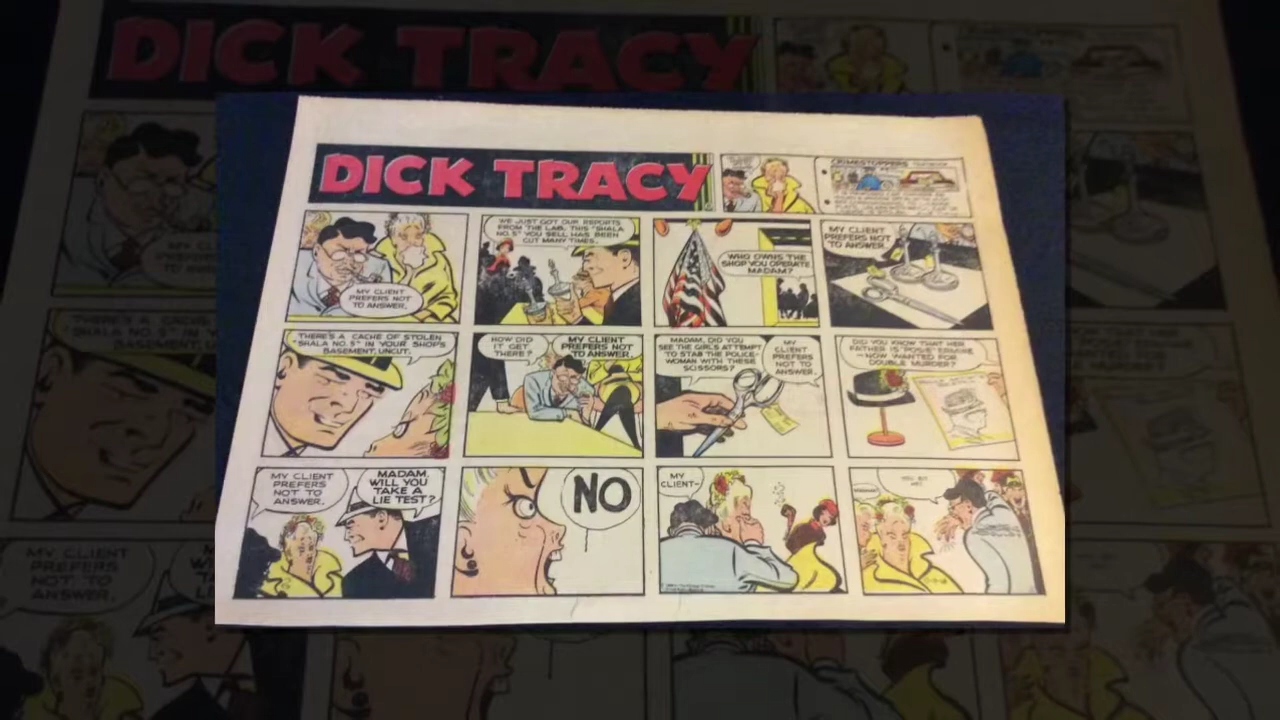 DICK TRACY
CRIMESTOPPERS TEXTBOOK
MY CLIENT
PREFERS NOT
TO ANSWER.
WE JUST GOT OUR REPORTS
FROM THE LAB. THIS "SHALA
NO. 5" YOU SELL HAS BEEN
CUT MANY TIMES.
WHO OWNS THE
SHOP YOU OPERATE
MADAM?
MY CLIENT
PREFERS NOT
TO ANSWER.
THERE'S A CACHE OF STOLEN
"SHALA NO. 5" IN YOUR SHOP'S
BASEMENT, UNCUT.
HOW DID
IT GET
THERE?
MY CLIENT
PREFERS NOT
TO ANSWER.
MADAM, DID YOU
SEE THE GIRLS ATTEMPT
TO STAB THE POLICE-
WOMAN WITH THESE
SCISSORS?
MY
CLIENT
PREFERS
NOT TO
ANSWER.
DID YOU KNOW THAT HER
FATHER IS "POSIE" ERMINE
—NOW WANTED FOR
DOUBLE MURDER?
MY CLIENT
PREFERS
NOT TO
ANSWER.
MADAM,
WILL YOU
TAKE A
LIE TEST?
NO
MY
CLIENT-